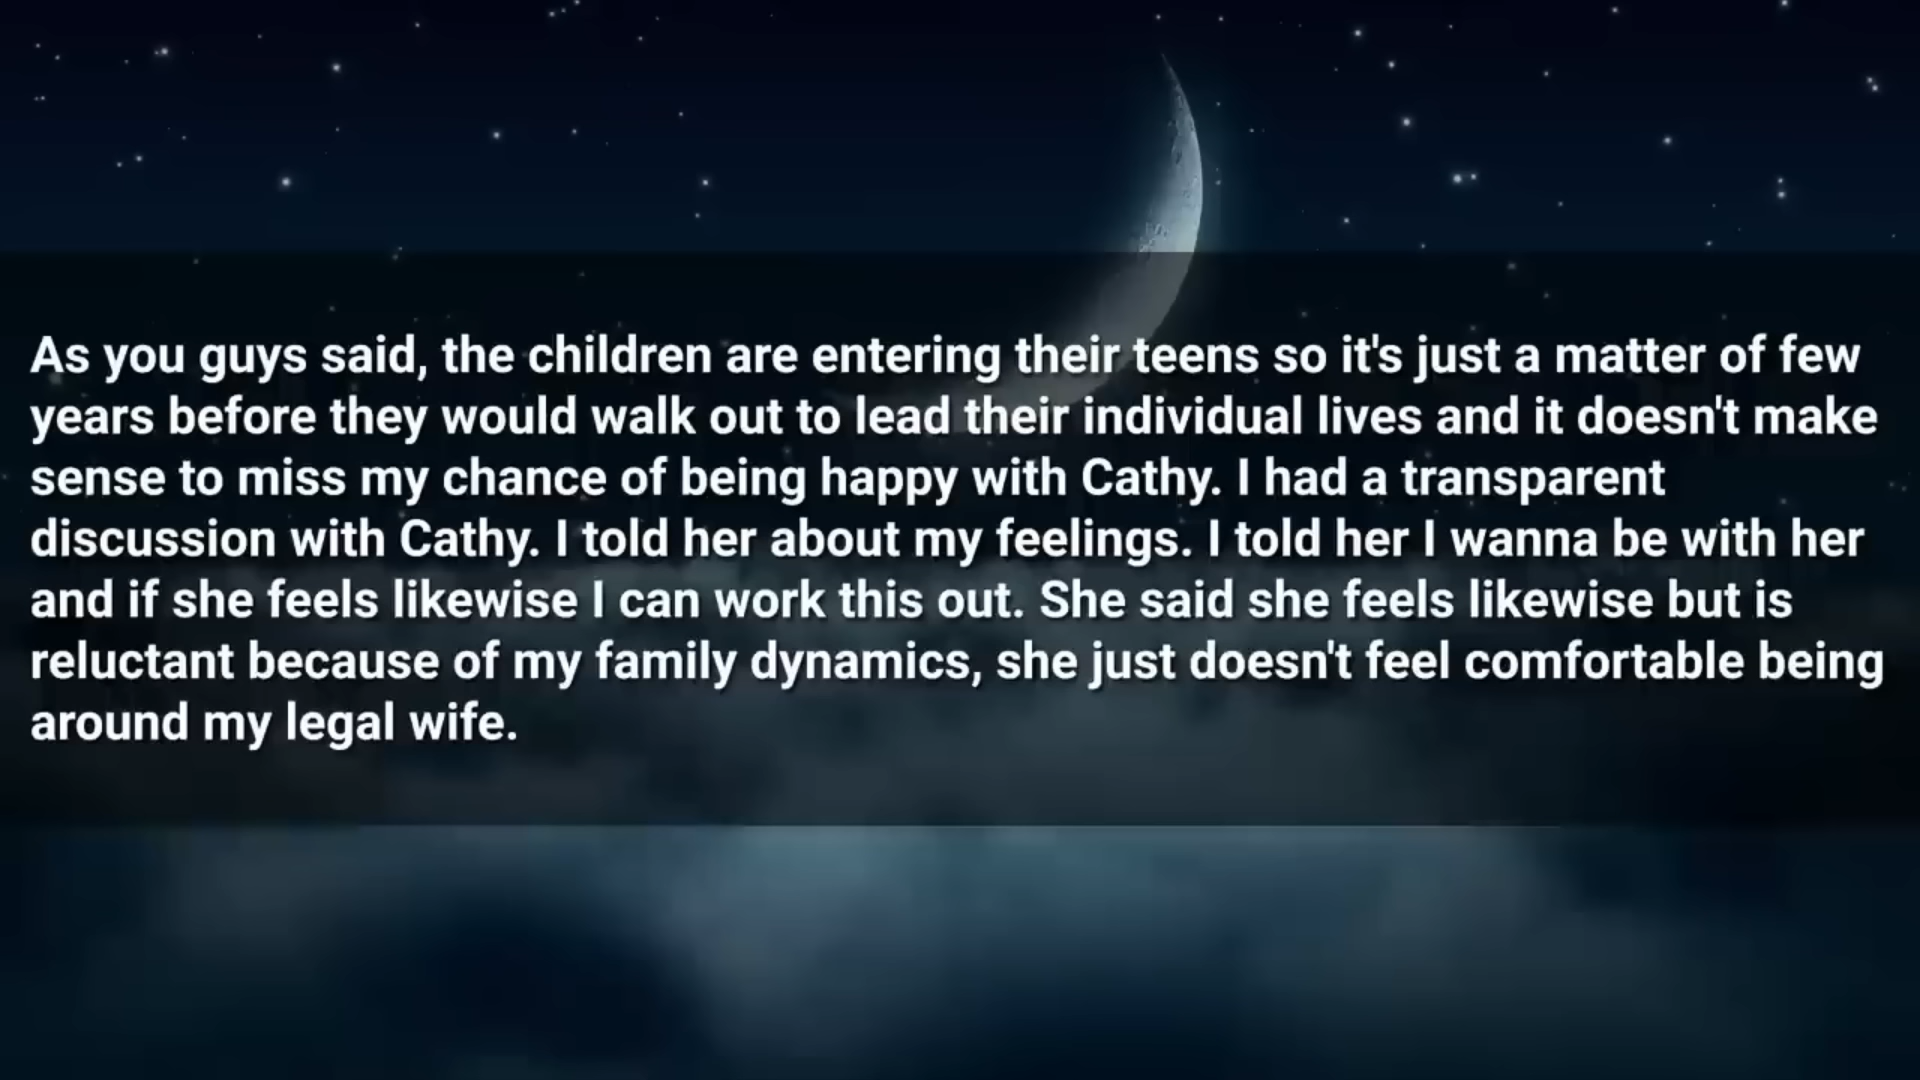 As you guys said, the children are entering their teens so it's just a matter of few
years before they would walk out to lead their individual lives and it doesn't make
sense to miss my chance of being happy with Cathy. I had a transparent
discussion with Cathy. I told her about my feelings. I told her I wanna be with her
and if she feels likewise I can work this out. She said she feels likewise but is
reluctant because of my family dynamics, she just doesn't feel comfortable being
around my legal wife.